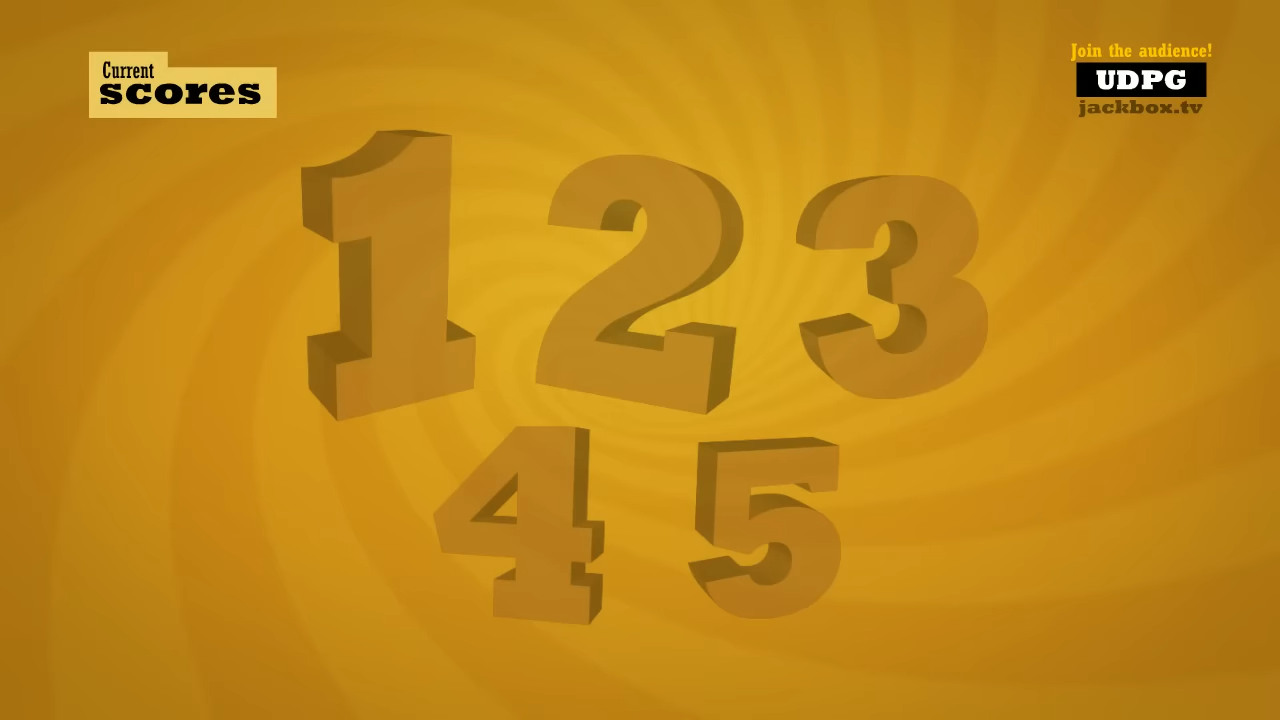 Current
scores
Join the audience!
UDPG
jackbox.tv
1 2 3
4 5